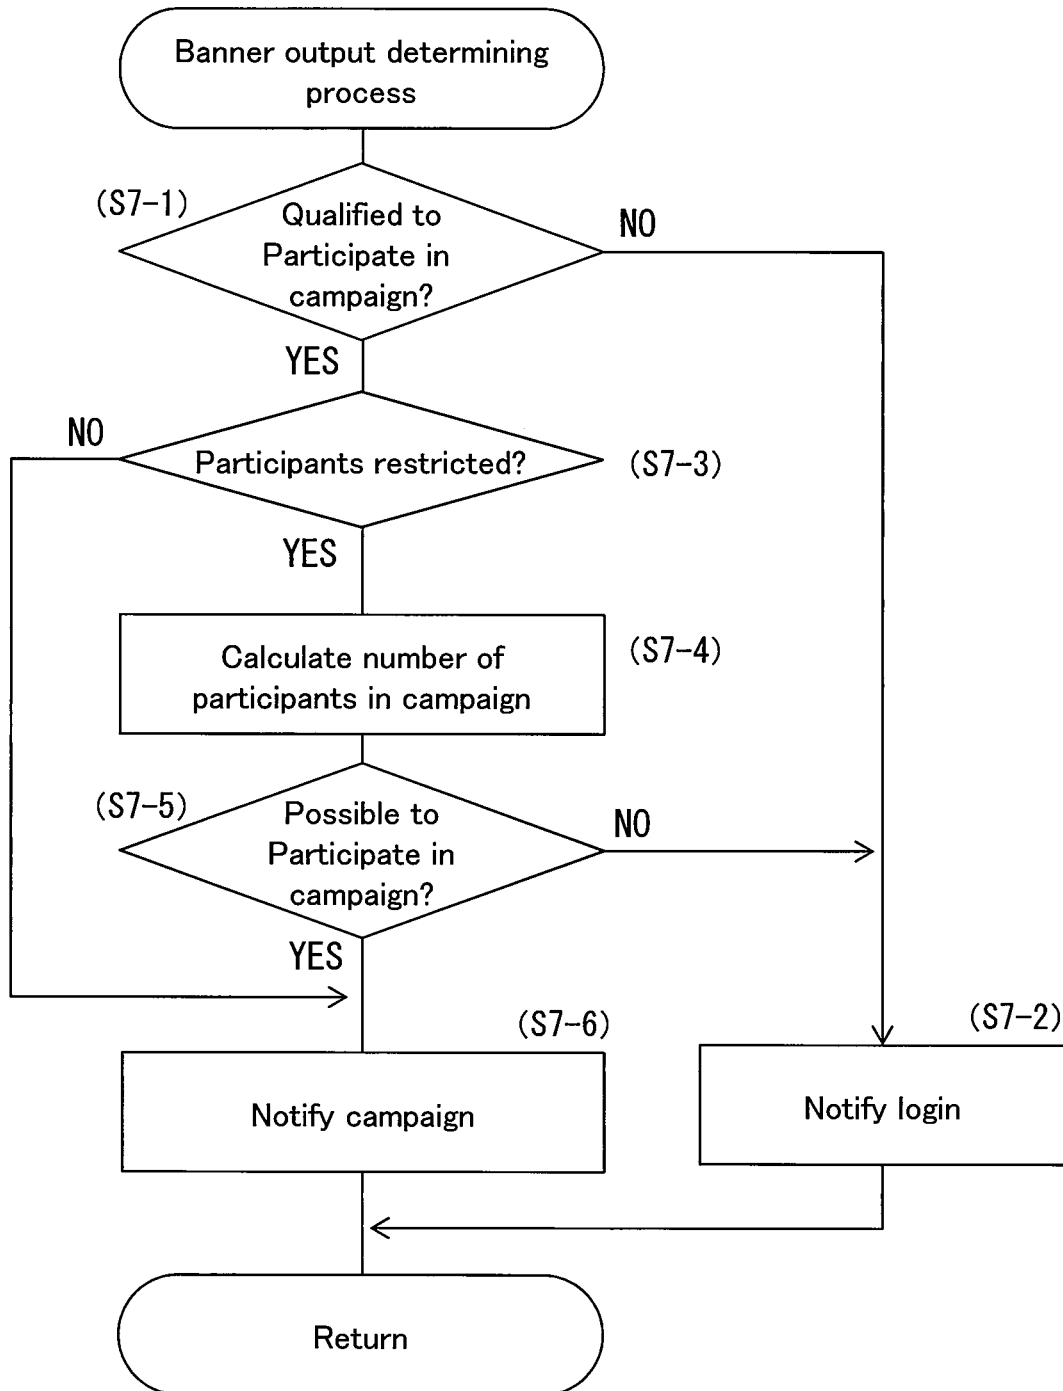 Banner output determining
process
(S7-1)
Qualified to
Participate in
campaign?
NO
YES
NO
Participants restricted?
(S7-3)
YES
Calculate number of
participants in campaign
(S7-4)
(S7-5)
Possible to
Participate in
campaign?
NO
YES
(S7-6)
(S7-2)
Notify campaign
Notify login
Return